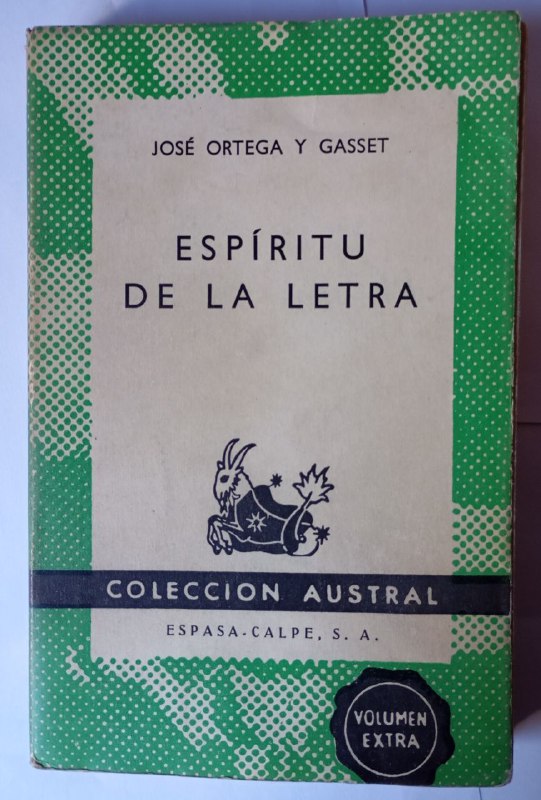 JOSÉ ORTEGA Y GASSET
ESPÍRITU
DE LA LETRA
COLECCION AUSTRAL
ESPASA-CALPE, S. A.
VOLUMEN
EXTRA